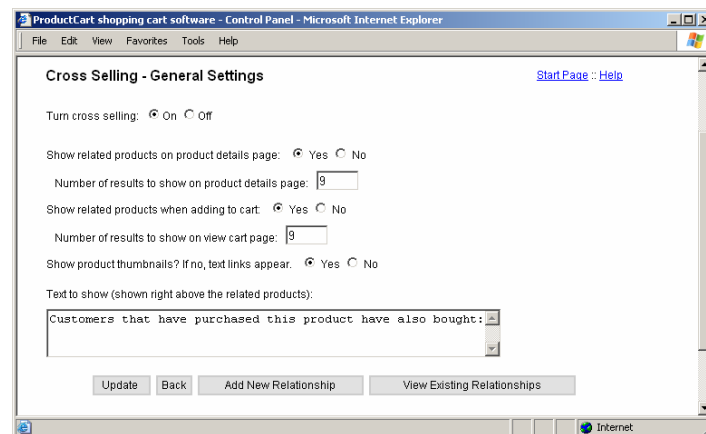 ProductCart shopping cart software - Control Panel - Microsoft Internet Explorer
File Edit View Favorites Tools Help
Cross Selling - General Settings Start Page :: Help
Turn cross selling: On Off
Show related products on product details page: Yes No
Number of results to show on product details page: 9
Show related products when adding to cart: Yes No
Number of results to show on view cart page: 9
Show product thumbnails? If no, text links appear. Yes No
Text to show (shown right above the related products):
Customers that have purchased this product have also bought:
Update Back Add New Relationship View Existing Relationships
Internet